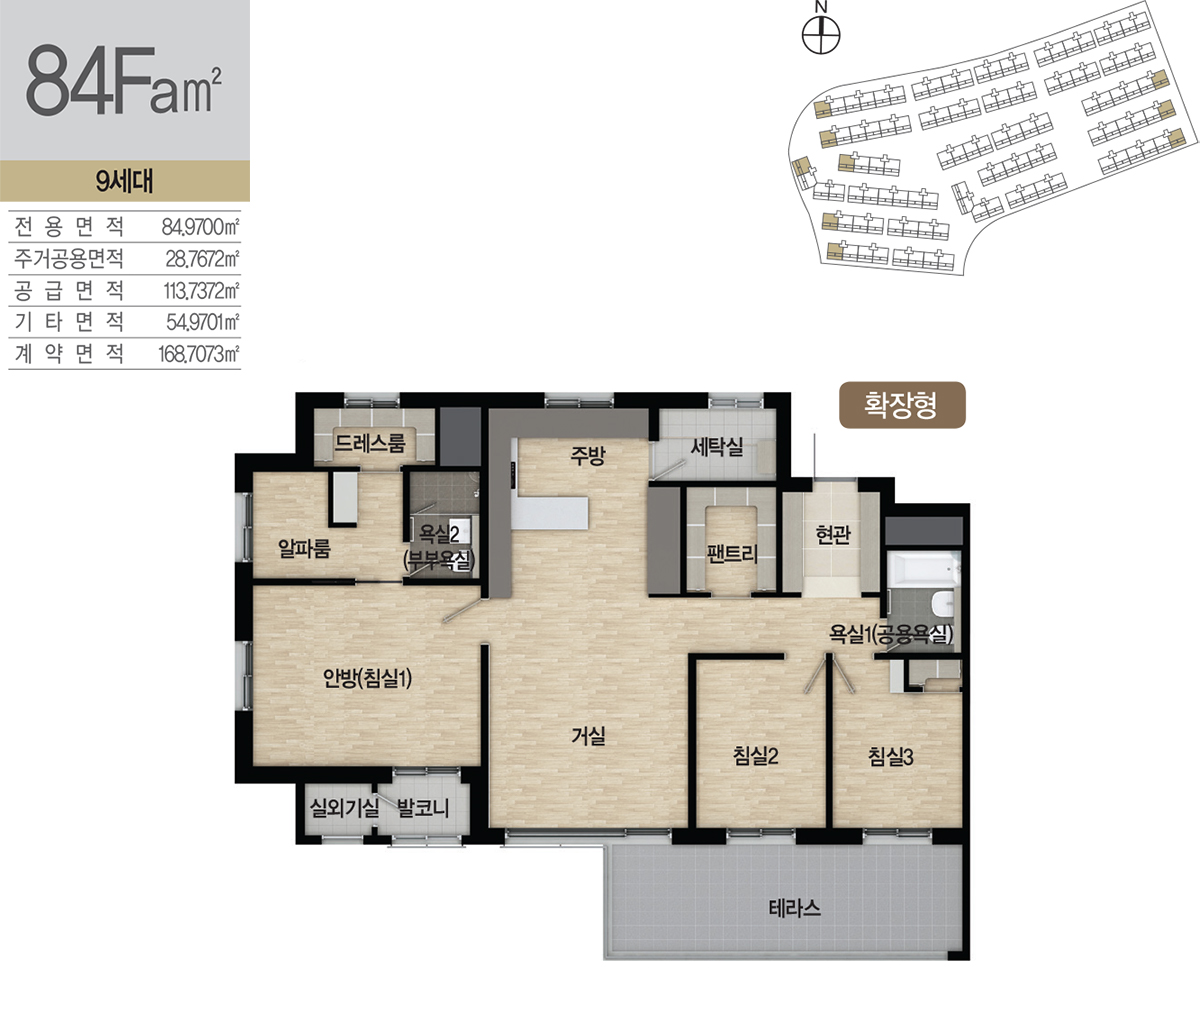 84Fam²
9세대
전용면적 84.9700㎡
주거공용면적 28.7672㎡
공급면적 113.7372㎡
기타면적 54.9701㎡
계약면적 168.7073㎡
N
확장형
드레스룸
주방
세탁실
알파룸
욕실2
(부부욕실)
팬트리
현관
욕실1(공용욕실)
안방(침실1)
거실
침실2
침실3
실외기실
발코니
테라스